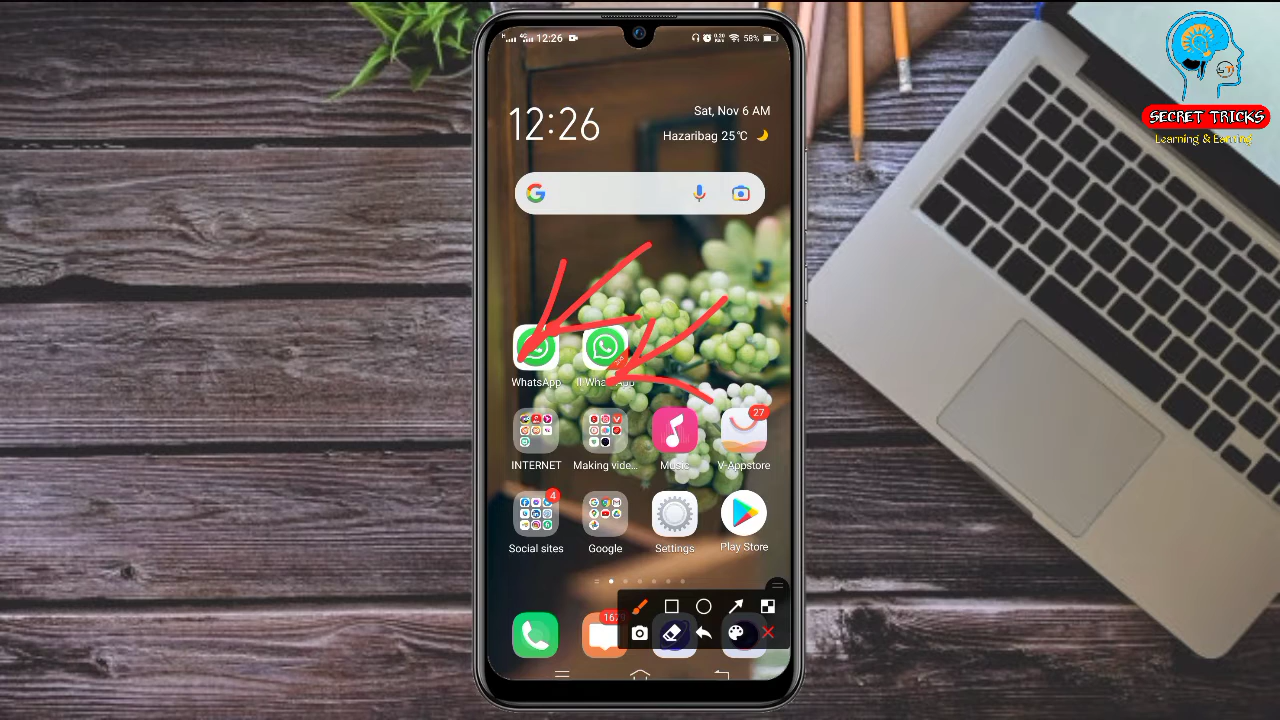 12:26
58%
SECRET TRICKS
Learning & Earning
12:26
Sat, Nov 6 AM
Hazaribag 25℃
WhatsApp
27
INTERNET
Making vide...
Music
V-Appstore
4
Social sites
Google
Settings
Play Store